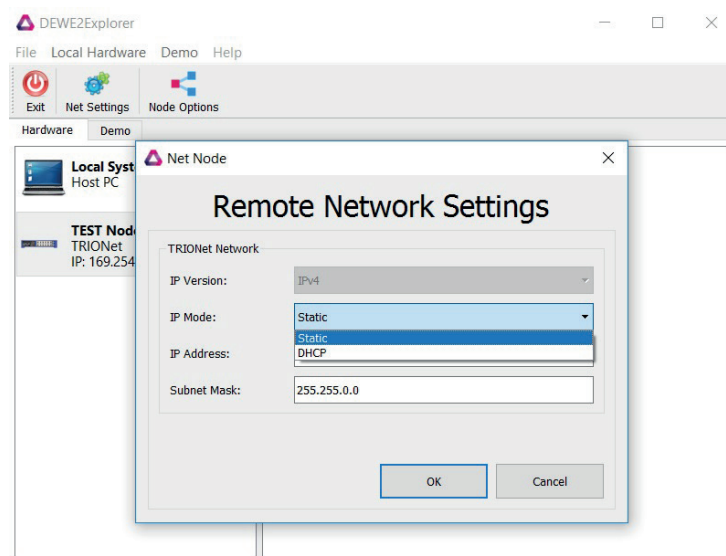 DEWE2Explorer
File Local Hardware Demo Help
Exit Net Settings Node Options
Hardware Demo
Local Syst
Host PC
TEST Node
TRIONet
IP: 169.254
Net Node
Remote Network Settings
TRIONet Network
IP Version: IPv4
IP Mode: Static
Static
IP Address: DHCP
Subnet Mask: 255.255.0.0
OK Cancel